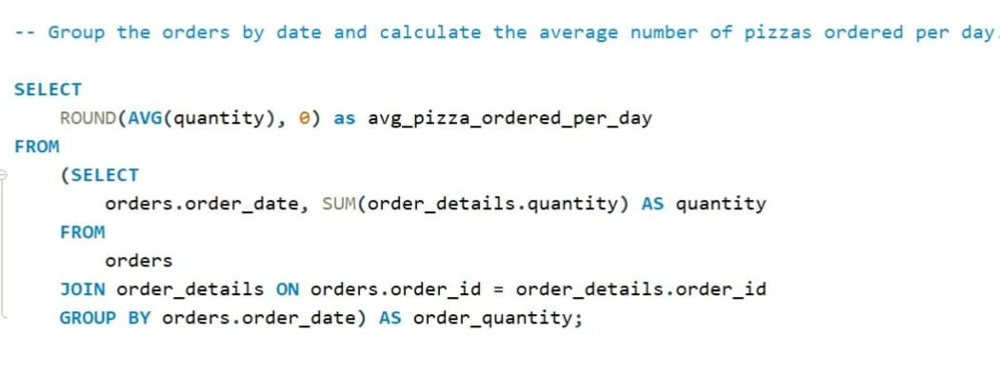 -- Group the orders by date and calculate the average number of pizzas ordered per day.
SELECT
ROUND(AVG(quantity), 0) as avg_pizza_ordered_per_day
FROM
(SELECT
orders.order_date, SUM(order_details.quantity) AS quantity
FROM
orders
JOIN order_details ON orders.order_id = order_details.order_id
GROUP BY orders.order_date) AS order_quantity;